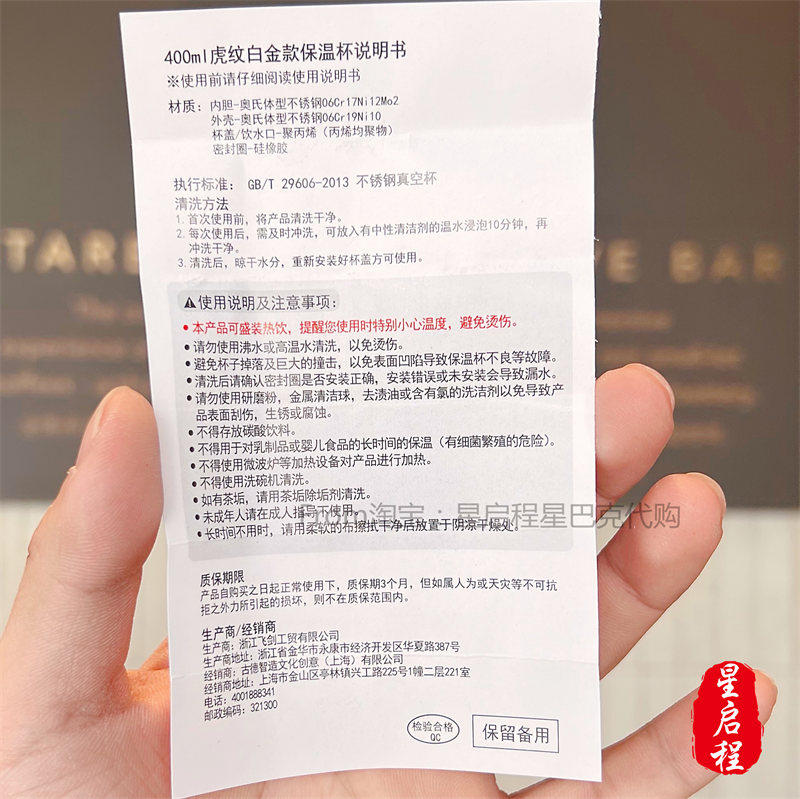 400ml虎纹白金款保温杯说明书
※使用前请仔细阅读使用说明书
材质： 内胆-奥氏体型不锈钢06Cr17Ni12Mo2
外壳-奥氏体型不锈钢06Cr19Ni10
杯盖/饮水口-聚丙烯（丙烯均聚物）
密封圈-硅橡胶
执行标准： GB/T 29606-2013 不锈钢真空杯
清洗方法
1.首次使用前，将产品清洗干净。
2.每次使用后，需及时冲洗，可放入有中性清洁剂的温水浸泡10分钟，再
冲洗干净。
3.清洗后，晾干水分，重新安装好杯盖方可使用。
⚠使用说明及注意事项：
•本产品可盛装热饮，提醒您使用时特别小心温度，避免烫伤。
•请勿使用沸水或高温水清洗，以免烫伤。
•避免杯子掉落及巨大的撞击，以免表面凹陷导致保温杯不良等故障。
•清洗后请确认密封圈是否安装正确，安装错误或未安装会导致漏水。
•请勿使用研磨粉，金属清洁球，去渍油或含有氯的洗洁剂以免导致产
品表面刮伤，生锈或腐蚀。
•不得存放碳酸饮料。
•不得用于对乳制品或婴儿食品的长时间的保温（有细菌繁殖的危险）。
•不得使用微波炉等加热设备对产品进行加热。
•不得使用洗碗机清洗。
•如有茶垢，请用茶垢除垢剂清洗。
•未成年人请在成人指导下使用。
•长时间不用时，请用柔软的布擦拭干净后放置于阴凉干燥处。
淘宝：星启程星巴克代购
质保期限
产品自购买之日起正常使用下，质保期3个月，但如属人为或天灾等不可抗
拒之外力所引起的损坏，则不在质保范围内。
生产商/经销商
生产商：浙江飞剑工贸有限公司
生产商地址：浙江省金华市永康市经济开发区华夏路387号
经销商：古德智造文化创意（上海）有限公司
经销商地址：上海市金山区亭林镇兴工路225号1幢二层221室
电话：4001888341
邮政编码：321300
检验合格
QC
保留备用
TARB
VE BAR
星启程